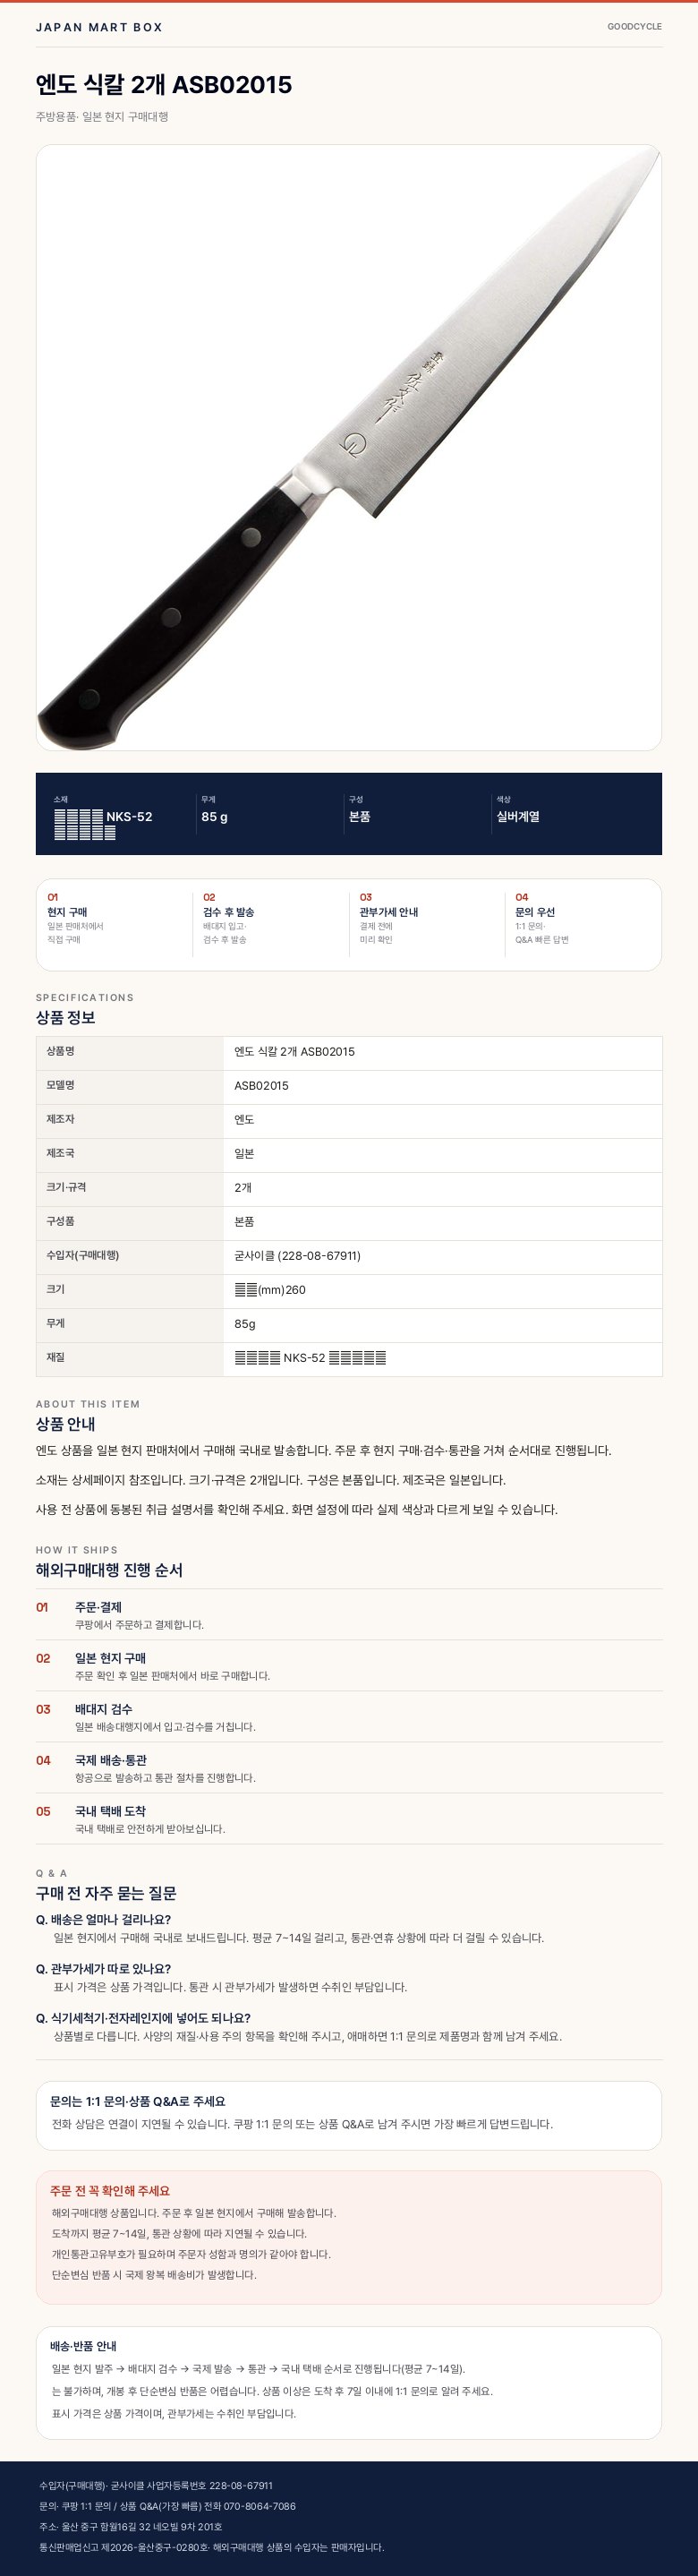 JAPAN MART BOX
GOODCYCLE
엔도 식칼 2개 ASB02015
주방용품· 일본 현지 구매대행
登録
佐文作
소재
NKS-52
무게
85 g
구성
본품
색상
실버계열
01
현지 구매
일본 판매처에서
직접 구매
02
검수 후 발송
배대지 입고·
검수 후 발송
03
관부가세 안내
결제 전에
미리 확인
04
문의 우선
1:1 문의·
Q&A 빠른 답변
SPECIFICATIONS
상품 정보
상품명 엔도 식칼 2개 ASB02015
모델명 ASB02015
제조자 엔도
제조국 일본
크기·규격 2개
구성품 본품
수입자(구매대행) 굳사이클 (228-08-67911)
크기 (mm)260
무게 85g
재질 NKS-52
ABOUT THIS ITEM
상품 안내
엔도 상품을 일본 현지 판매처에서 구매해 국내로 발송합니다. 주문 후 현지 구매·검수·통관을 거쳐 순서대로 진행됩니다.
소재는 상세페이지 참조입니다. 크기·규격은 2개입니다. 구성은 본품입니다. 제조국은 일본입니다.
사용 전 상품에 동봉된 취급 설명서를 확인해 주세요. 화면 설정에 따라 실제 색상과 다르게 보일 수 있습니다.
HOW IT SHIPS
해외구매대행 진행 순서
01 주문·결제
쿠팡에서 주문하고 결제합니다.
02 일본 현지 구매
주문 확인 후 일본 판매처에서 바로 구매합니다.
03 배대지 검수
일본 배송대행지에서 입고·검수를 거칩니다.
04 국제 배송·통관
항공으로 발송하고 통관 절차를 진행합니다.
05 국내 택배 도착
국내 택배로 안전하게 받아보십니다.
Q & A
구매 전 자주 묻는 질문
Q. 배송은 얼마나 걸리나요?
일본 현지에서 구매해 국내로 보내드립니다. 평균 7~14일 걸리고, 통관·연휴 상황에 따라 더 걸릴 수 있습니다.
Q. 관부가세가 따로 있나요?
표시 가격은 상품 가격입니다. 통관 시 관부가세가 발생하면 수취인 부담입니다.
Q. 식기세척기·전자레인지에 넣어도 되나요?
상품별로 다릅니다. 사양의 재질·사용 주의 항목을 확인해 주시고, 애매하면 1:1 문의로 제품명과 함께 남겨 주세요.
문의는 1:1 문의·상품 Q&A로 주세요
전화 상담은 연결이 지연될 수 있습니다. 쿠팡 1:1 문의 또는 상품 Q&A로 남겨 주시면 가장 빠르게 답변드립니다.
주문 전 꼭 확인해 주세요
해외구매대행 상품입니다. 주문 후 일본 현지에서 구매해 발송합니다.
도착까지 평균 7~14일, 통관 상황에 따라 지연될 수 있습니다.
개인통관고유부호가 필요하며 주문자 성함과 명의가 같아야 합니다.
단순변심 반품 시 국제 왕복 배송비가 발생합니다.
배송·반품 안내
일본 현지 발주 → 배대지 검수 → 국제 발송 → 통관 → 국내 택배 순서로 진행됩니다(평균 7~14일).
는 불가하며, 개봉 후 단순변심 반품은 어렵습니다. 상품 이상은 도착 후 7일 이내에 1:1 문의로 알려 주세요.
표시 가격은 상품 가격이며, 관부가세는 수취인 부담입니다.
수입자(구매대행)· 굳사이클 사업자등록번호 228-08-67911
문의· 쿠팡 1:1 문의 / 상품 Q&A(가장 빠름) 전화 070-8064-7086
주소· 울산 중구 함월16길 32 네오빌 9차 201호
통신판매업신고 제2026-울산중구-0280호· 해외구매대행 상품의 수입자는 판매자입니다.